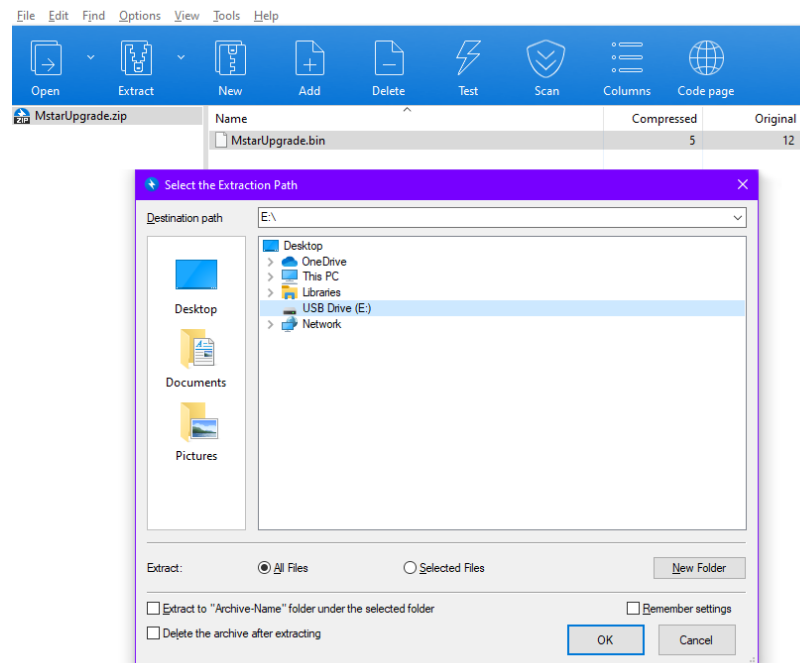 File Edit Find Options View Tools Help
Open Extract New Add Delete Test Scan Columns Code page
ZIP MstarUpgrade.zip
Name Compressed Original
MstarUpgrade.bin 5 12
Select the Extraction Path
Destination path E:\
Desktop
OneDrive
This PC
Libraries
USB Drive (E:)
Network
Desktop
Documents
Pictures
Extract: All Files Selected Files New Folder
Extract to "Archive-Name" folder under the selected folder Remember settings
Delete the archive after extracting
OK Cancel